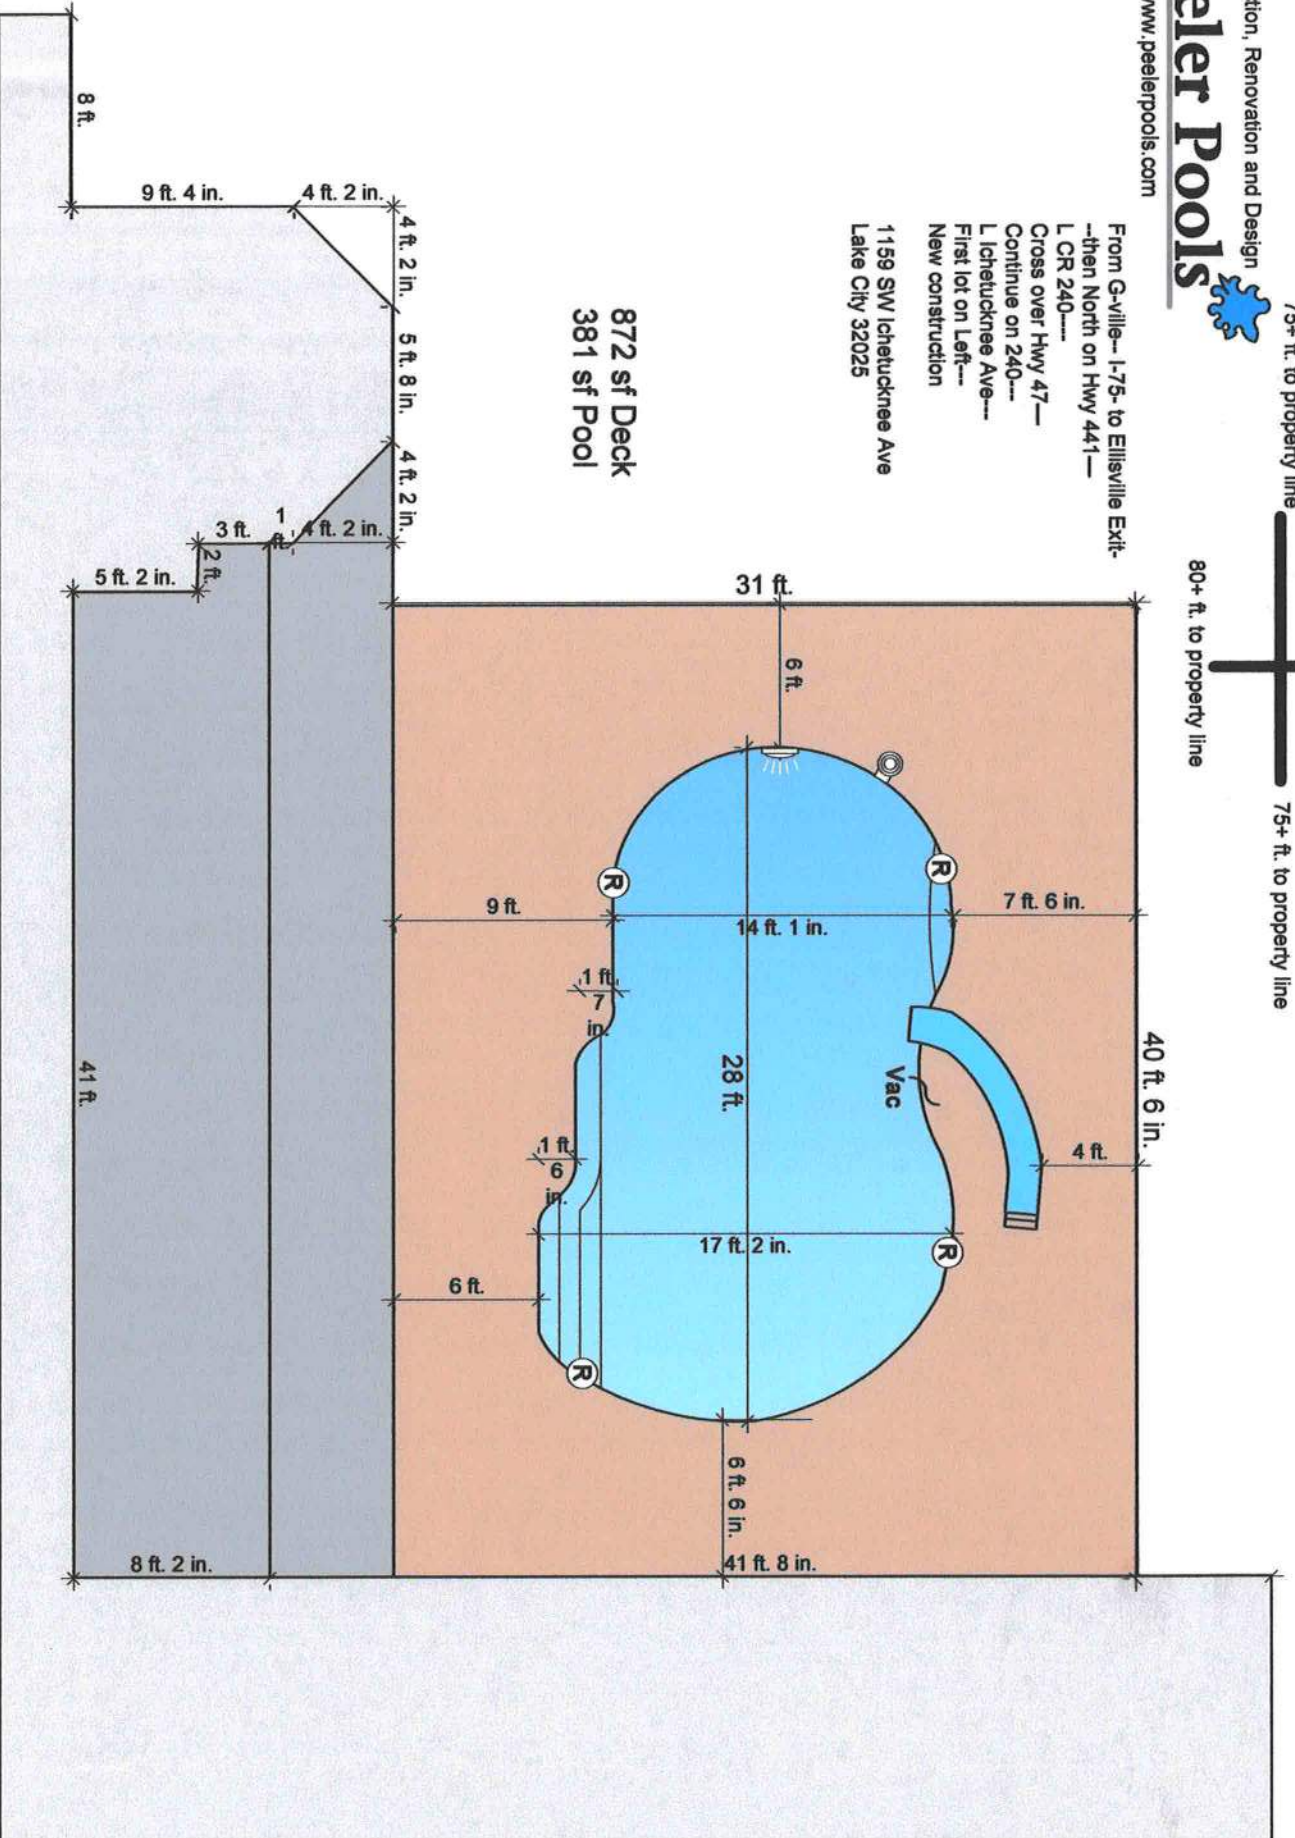 tion, Renovation and Design
eler Pools
www.peelerpools.com
75+ ft. to property line
80+ ft. to property line
75+ ft. to property line
From G-ville-- I-75- to Ellisville Exit-
--then North on Hwy 441—
L CR 240----
Cross over Hwy 47—
Continue on 240---
L Ichetucknee Ave---
First lot on Left---
New construction
1159 SW Ichetucknee Ave
Lake City 32025
872 sf Deck
381 sf Pool
8 ft.
9 ft. 4 in.
4 ft. 2 in.
4 ft. 2 in.
5 ft. 8 in.
4 ft. 2 in.
4 ft. 2 in.
1
ft.
3 ft.
2 ft.
5 ft. 2 in.
31 ft.
6 ft.
R
R
9 ft.
14 ft. 1 in.
7 ft. 6 in.
1 ft.
7
in.
28 ft.
Vac
40 ft. 6 in.
4 ft.
1 ft.
6
in.
17 ft. 2 in.
R
6 ft.
R
6 ft. 6 in.
41 ft. 8 in.
41 ft.
8 ft. 2 in.